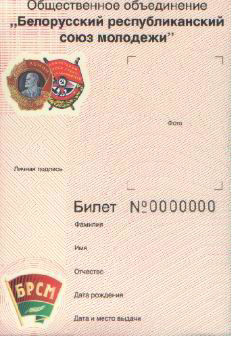 Общественное объединение
„Белорусский республиканский
союз молодежи”
Фото
Личная подпись
Билет №0000000
Фамилия
Имя
Отчество
БРСМ
Дата рождения
Дата и место выдачи